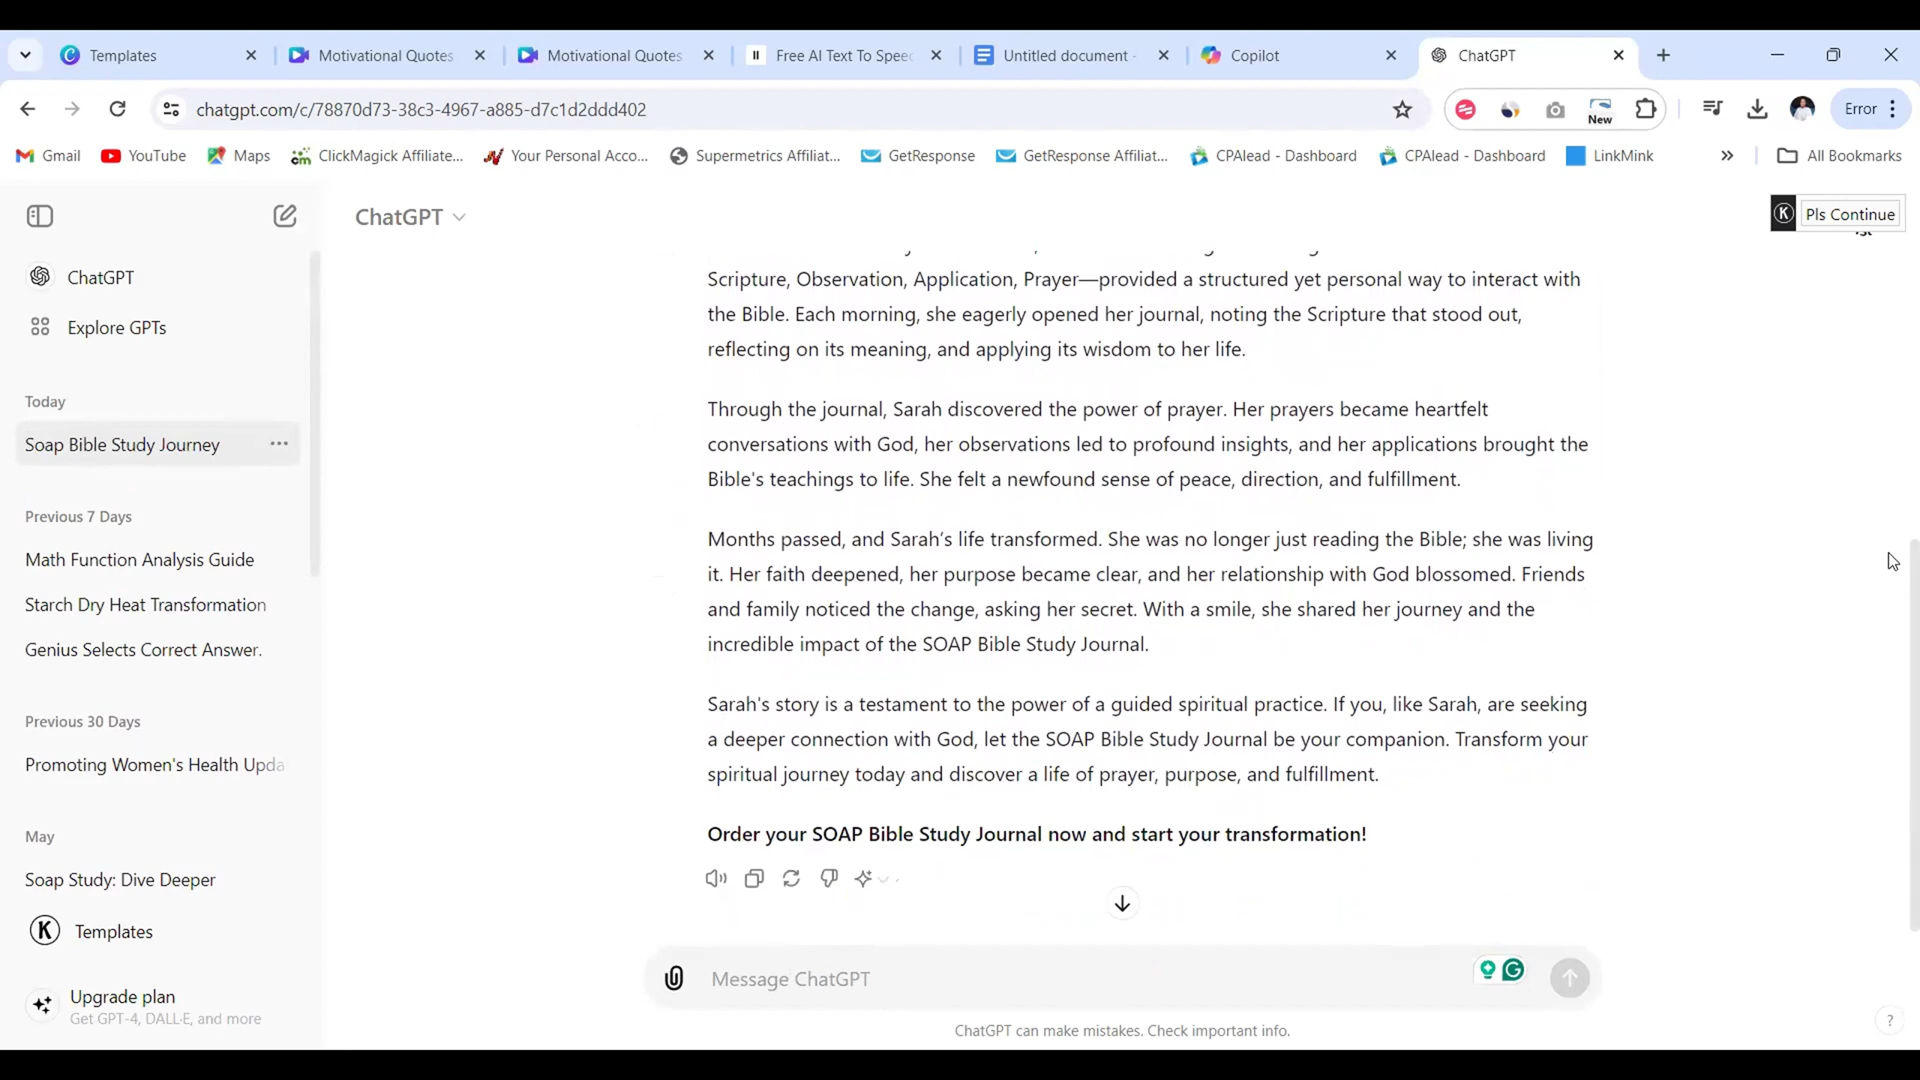 Templates
Motivational Quotes
Motivational Quotes
Free AI Text To Speec
Untitled document -
Copilot
ChatGPT
chatgpt.com/c/78870d73-38c3-4967-a885-d7c1d2ddd402
New
Error
Gmail
YouTube
Maps
ClickMagick Affiliate...
Your Personal Acco...
Supermetrics Affiliat...
GetResponse
GetResponse Affiliat...
CPAlead - Dashboard
CPAlead - Dashboard
LinkMink
All Bookmarks
ChatGPT
Pls Continue
ChatGPT
Explore GPTs
Today
Soap Bible Study Journey
Previous 7 Days
Math Function Analysis Guide
Starch Dry Heat Transformation
Genius Selects Correct Answer.
Previous 30 Days
Promoting Women's Health Upda
May
Soap Study: Dive Deeper
Templates
Upgrade plan
Get GPT-4, DALL·E, and more
Scripture, Observation, Application, Prayer—provided a structured yet personal way to interact with
the Bible. Each morning, she eagerly opened her journal, noting the Scripture that stood out,
reflecting on its meaning, and applying its wisdom to her life.
Through the journal, Sarah discovered the power of prayer. Her prayers became heartfelt
conversations with God, her observations led to profound insights, and her applications brought the
Bible's teachings to life. She felt a newfound sense of peace, direction, and fulfillment.
Months passed, and Sarah's life transformed. She was no longer just reading the Bible; she was living
it. Her faith deepened, her purpose became clear, and her relationship with God blossomed. Friends
and family noticed the change, asking her secret. With a smile, she shared her journey and the
incredible impact of the SOAP Bible Study Journal.
Sarah's story is a testament to the power of a guided spiritual practice. If you, like Sarah, are seeking
a deeper connection with God, let the SOAP Bible Study Journal be your companion. Transform your
spiritual journey today and discover a life of prayer, purpose, and fulfillment.
Order your SOAP Bible Study Journal now and start your transformation!
Message ChatGPT
ChatGPT can make mistakes. Check important info.
?